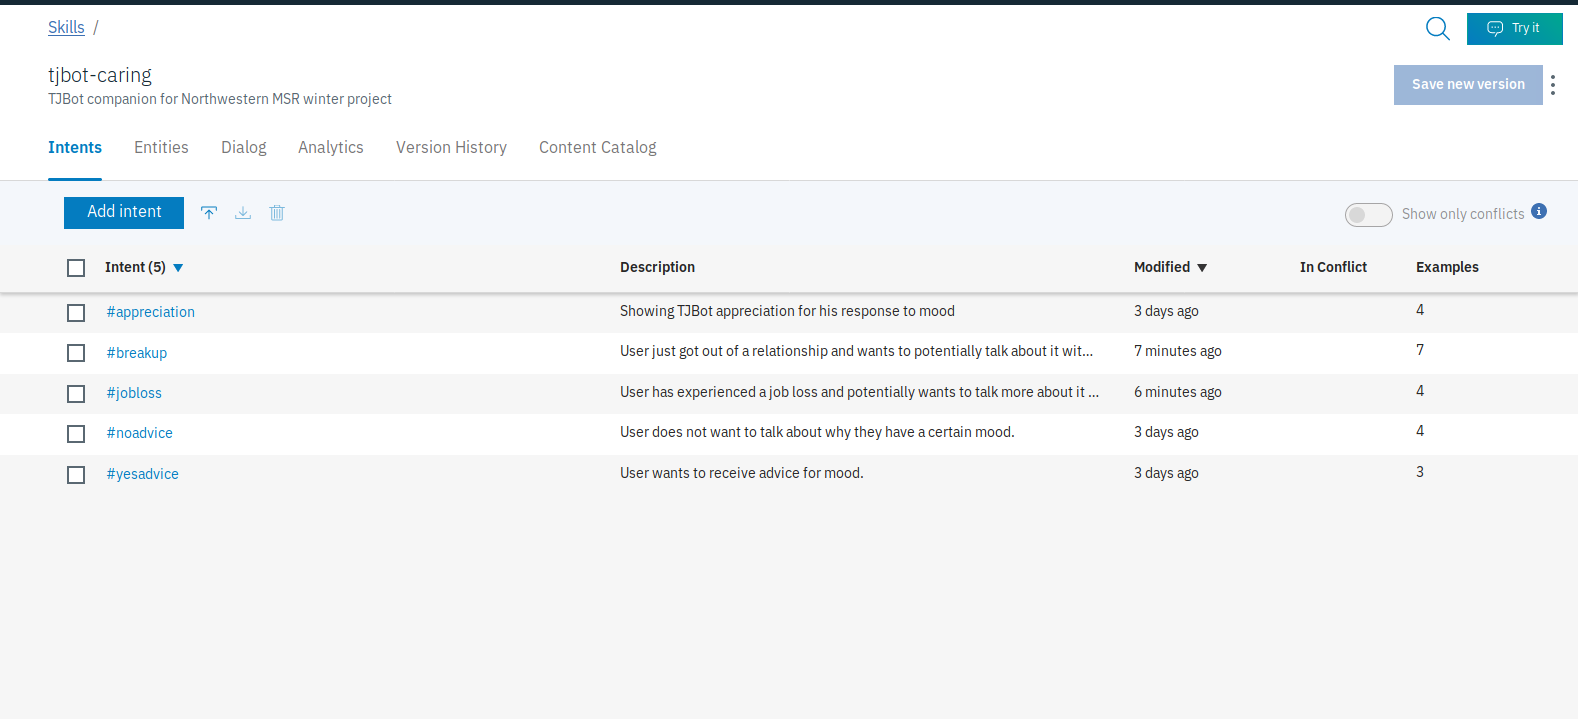 Skills /
Try it
tjbot-caring
TJBot companion for Northwestern MSR winter project
Save new version
Intents Entities Dialog Analytics Version History Content Catalog
Add intent
Show only conflicts
Intent (5) Description Modified In Conflict Examples
#appreciation Showing TJBot appreciation for his response to mood 3 days ago 4
#breakup User just got out of a relationship and wants to potentially talk about it wit... 7 minutes ago 7
#jobloss User has experienced a job loss and potentially wants to talk more about it ... 6 minutes ago 4
#noadvice User does not want to talk about why they have a certain mood. 3 days ago 4
#yesadvice User wants to receive advice for mood. 3 days ago 3